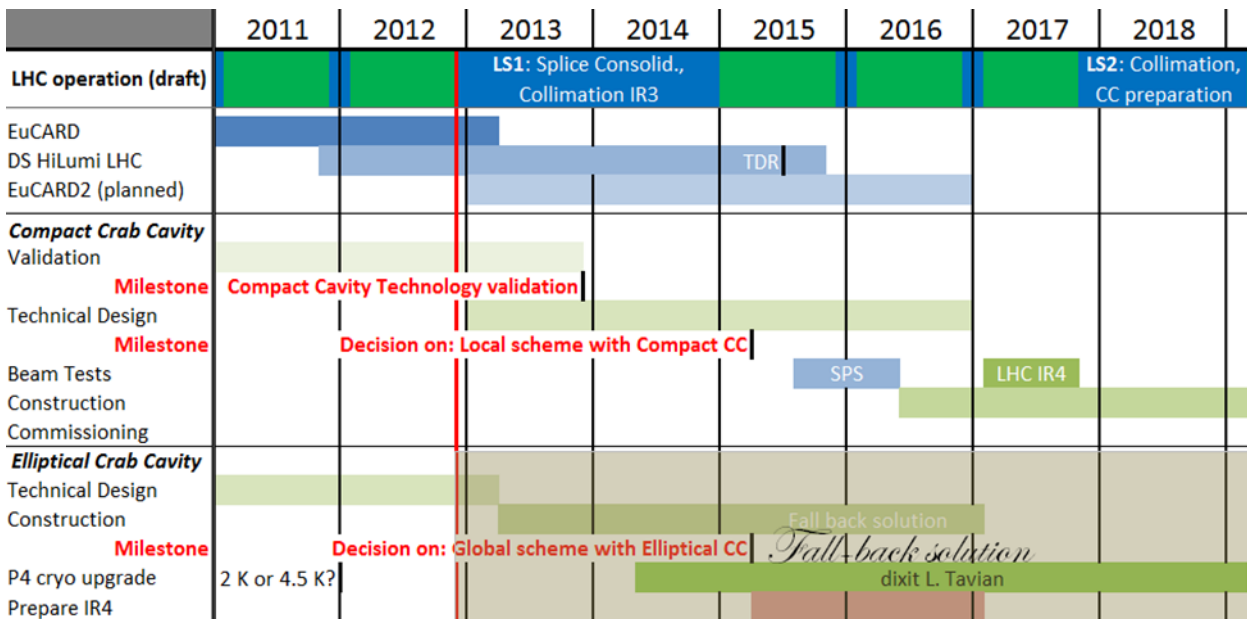 2011 2012 2013 2014 2015 2016 2017 2018
LHC operation (draft)
LS1: Splice Consolid.,
Collimation IR3
LS2: Collimation,
CC preparation
EuCARD
DS HiLumi LHC TDR
EuCARD2 (planned)
Compact Crab Cavity
Validation
Milestone Compact Cavity Technology validation
Technical Design
Milestone Decision on: Local scheme with Compact CC
Beam Tests SPS LHC IR4
Construction
Commissioning
Elliptical Crab Cavity
Technical Design
Construction Fall back solution
Milestone Decision on: Global scheme with Elliptical CC Fall-back solution
P4 cryo upgrade 2 K or 4.5 K? dixit L. Tavian
Prepare IR4